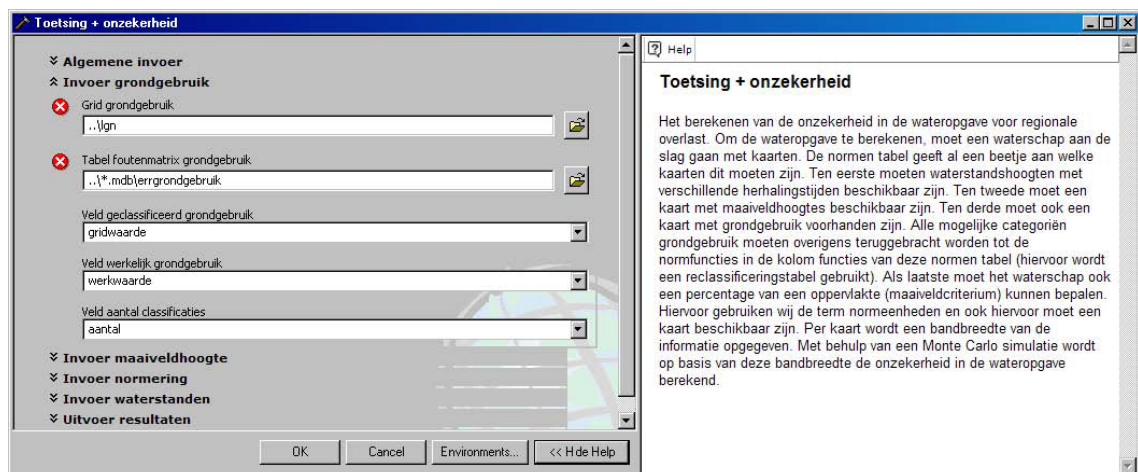 Toetsing + onzekerheid
Algemene invoer
Invoer grondgebruik
Grid grondgebruik
..\lgn
Tabel foutenmatrix grondgebruik
..\*.mdb\errgrondgebruik
Veld geclassificeerd grondgebruik
gridwaarde
Veld werkelijk grondgebruik
werkwaarde
Veld aantal classificaties
aantal
Invoer maaiveldhoogte
Invoer normering
Invoer waterstanden
Uitvoer resultaten
OK
Cancel
Environments...
<< Hide Help
Help
Toetsing + onzekerheid
Het berekenen van de onzekerheid in de wateropgave voor regionale
overlast. Om de wateropgave te berekenen, moet een waterschap aan de
slag gaan met kaarten. De normen tabel geeft al een beetje aan welke
kaarten dit moeten zijn. Ten eerste moeten waterstandshoogten met
verschillende herhalingstijden beschikbaar zijn. Ten tweede moet een
kaart met maaiveldhoogtes beschikbaar zijn. Ten derde moet ook een
kaart met grondgebruik voorhanden zijn. Alle mogelijke categoriën
grondgebruik moeten overigens teruggebracht worden tot de
normfuncties in de kolom functies van deze normen tabel (hiervoor wordt
een reclassificeringstabel gebruikt). Als laatste moet het waterschap ook
een percentage van een oppervlakte (maaiveldcriterium) kunnen bepalen.
Hiervoor gebruiken wij de term normeenheden en ook hiervoor moet een
kaart beschikbaar zijn. Per kaart wordt een bandbreedte van de
informatie opgegeven. Met behulp van een Monte Carlo simulatie wordt
op basis van deze bandbreedte de onzekerheid in de wateropgave
berekend.